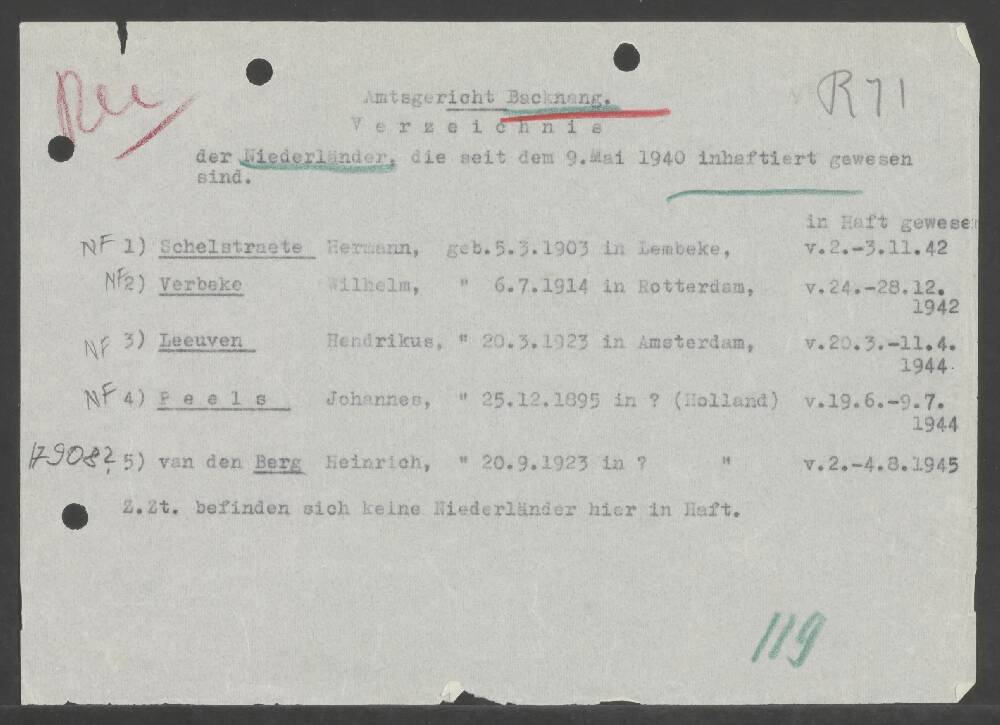 R 71
Amtsgericht Backnang.
Verzeichnis
der Niederländer, die seit dem 9.Mai 1940 inhaftiert gewesen
sind.
in Haft gewesen
NF 1) Schelstraete Hermann, geb.5.3.1903 in Lembeke, v.2.-3.11.42
NF 2) Verbeke Wilhelm, " 6.7.1914 in Rotterdam, v.24.-28.12.
1942
NF 3) Leeuven Hendrikus, " 20.3.1923 in Amsterdam, v.20.3.-11.4.
1944
NF 4) P e e l s Johannes, " 25.12.1895 in ? (Holland) v.19.6.-9.7.
1944
179082, 5) van den Berg Heinrich, " 20.9.1923 in ? " v.2.-4.8.1945
Z.Zt. befinden sich keine Niederländer hier in Haft.
119